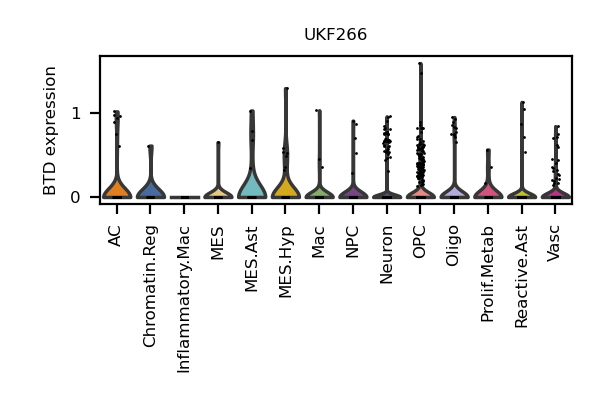 UKF266
BTD expression
1
0
AC
Chromatin.Reg
Inflammatory.Mac
MES
MES.Ast
MES.Hyp
Mac
NPC
Neuron
OPC
Oligo
Prolif.Metab
Reactive.Ast
Vasc